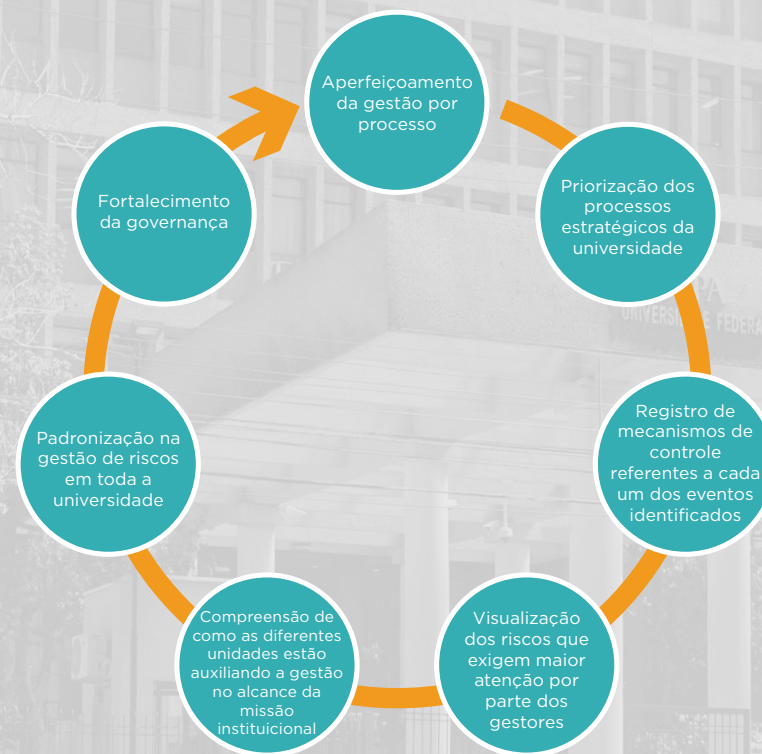 Aperfeiçoamento
da gestão por
processo
Priorização dos
processos
estratégicos da
universidade
Registro de
mecanismos de
controle
referentes a cada
um dos eventos
identificados
Visualização
dos riscos que
exigem maior
atenção por
parte dos
gestores
Compreensão de
como as diferentes
unidades estão
auxiliando a gestão
no alcance da
missão
instituicional
Padronização na
gestão de riscos
em toda a
universidade
Fortalecimento
da governança
FEDERA